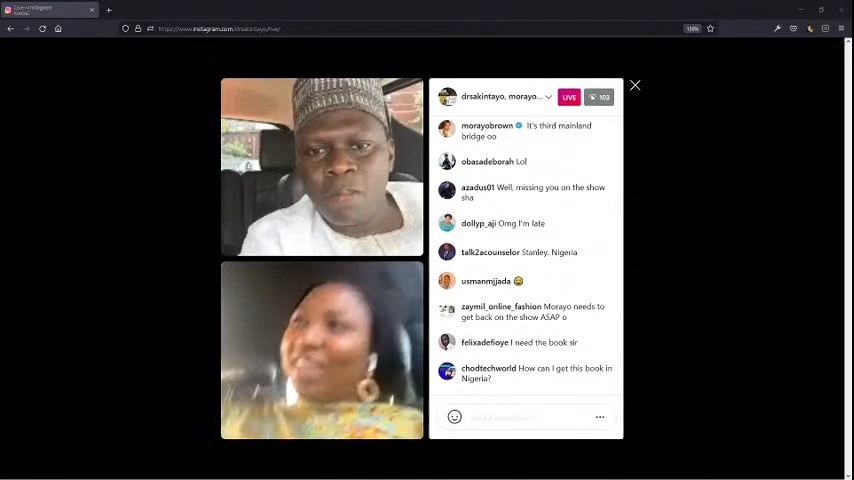 Live • Instagram
https://www.instagram.com/drsakintayo/live/
120%
drsakintayo, morayo...
LIVE
103
morayobrown It's third mainland
bridge oo
obasadeborah Lol
azadus01 Well, missing you on the show
sha
dollyp_aji Omg I'm late
talk2acounselor Stanley. Nigeria
usmanmjjada
zaymil_online_fashion Morayo needs to
get back on the show ASAP o
felixadefioye I need the book sir
chodtechworld How can I get this book in
Nigeria?